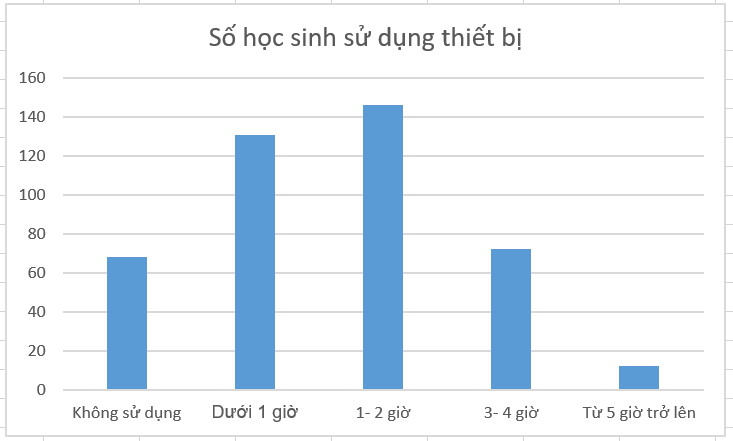 Số học sinh sử dụng thiết bị
160
140
120
100
80
60
40
20
0
Không sử dụng
Dưới 1 giờ
1- 2 giờ
3- 4 giờ
Từ 5 giờ trở lên